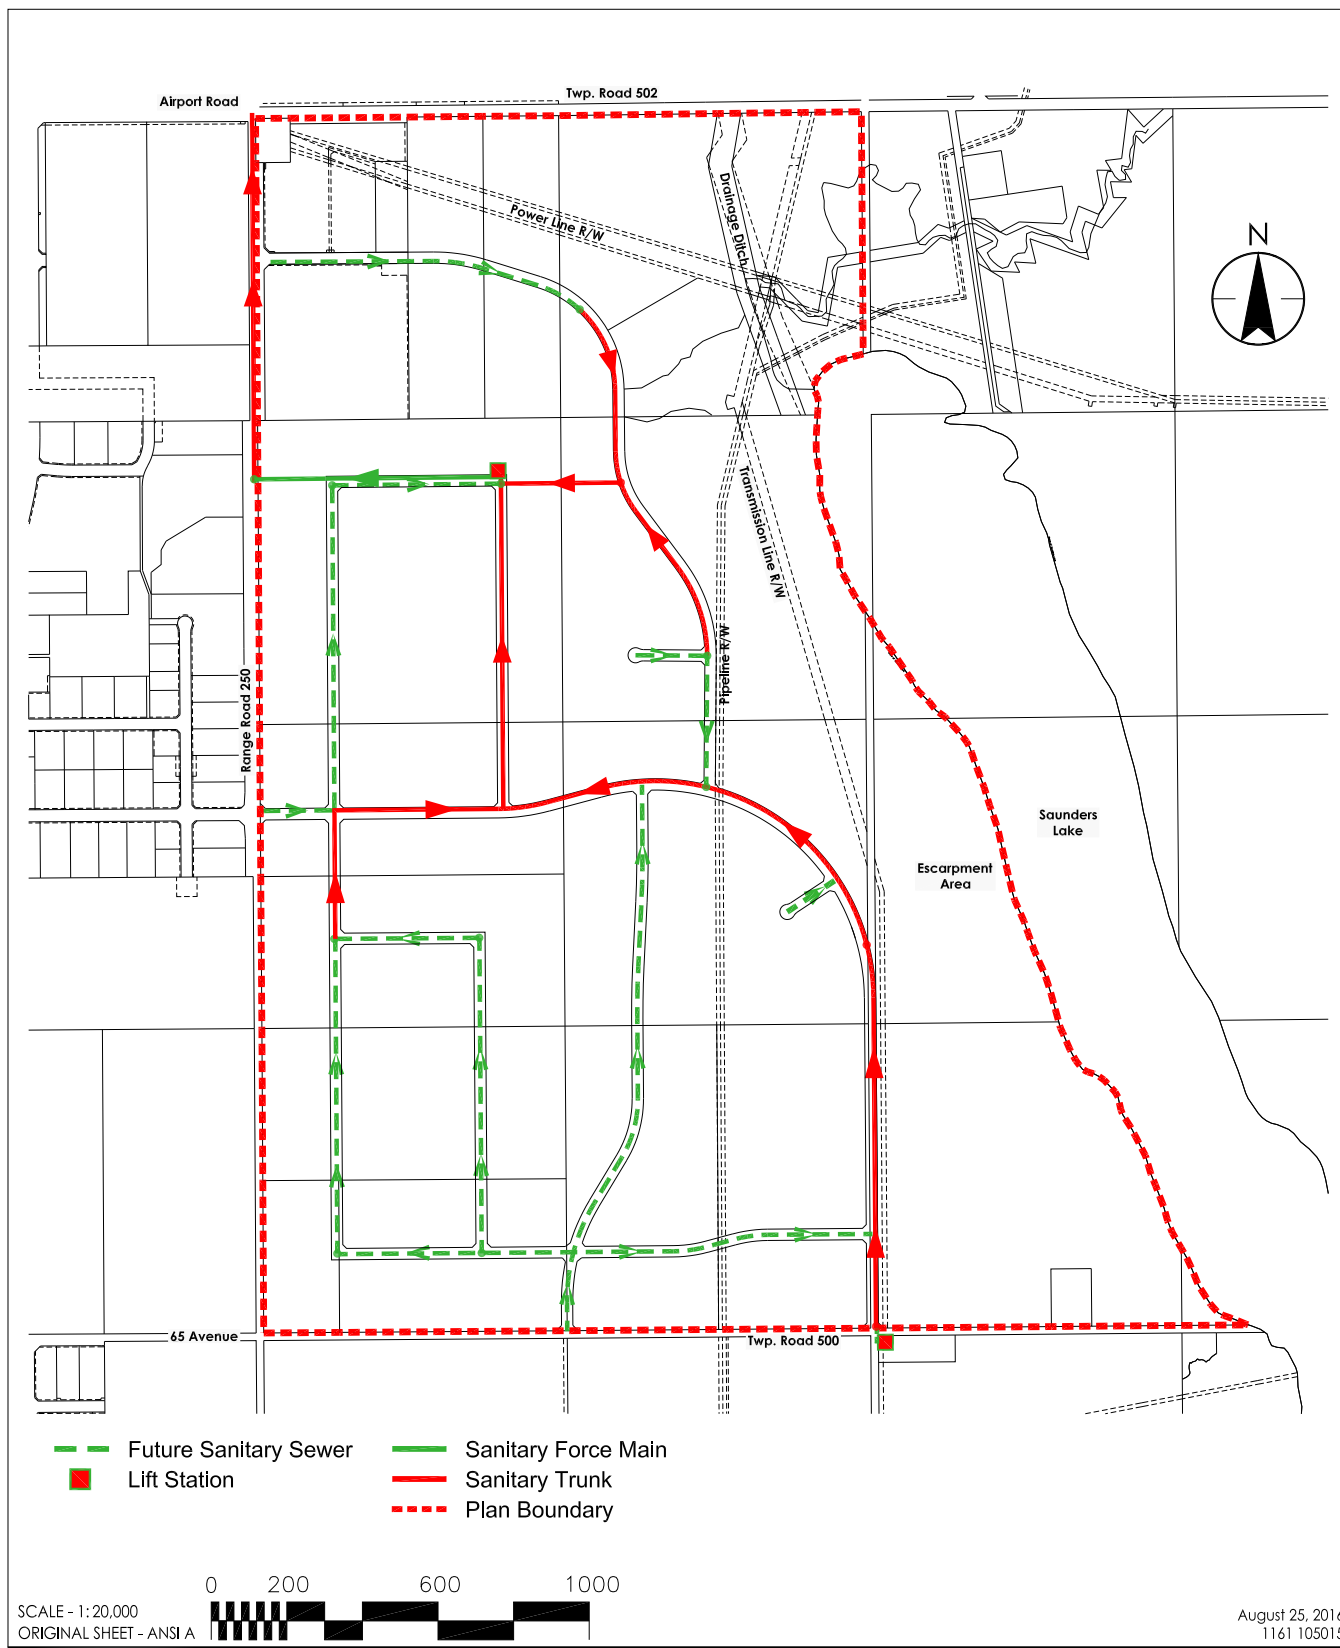 Twp. Road 502
Airport Road
Drainage Ditch
Power Line R/W
N
Transmission Line R/W
Pipeline R/W
Range Road 250
Saunders
Lake
Escarpment
Area
65 Avenue
Twp. Road 500
Future Sanitary Sewer
Sanitary Force Main
Lift Station
Sanitary Trunk
Plan Boundary
0 200 600 1000
SCALE - 1:20,000
ORIGINAL SHEET - ANSI A
August 25, 2016
1161 105015